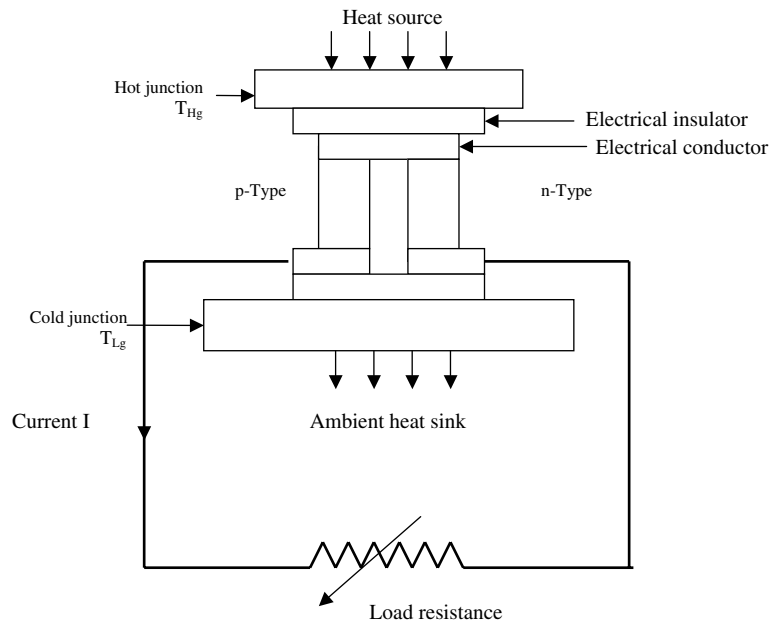 Heat source
Hot junction
T_Hg
Electrical insulator
Electrical conductor
p-Type
n-Type
Cold junction
T_Lg
Current I
Ambient heat sink
Load resistance